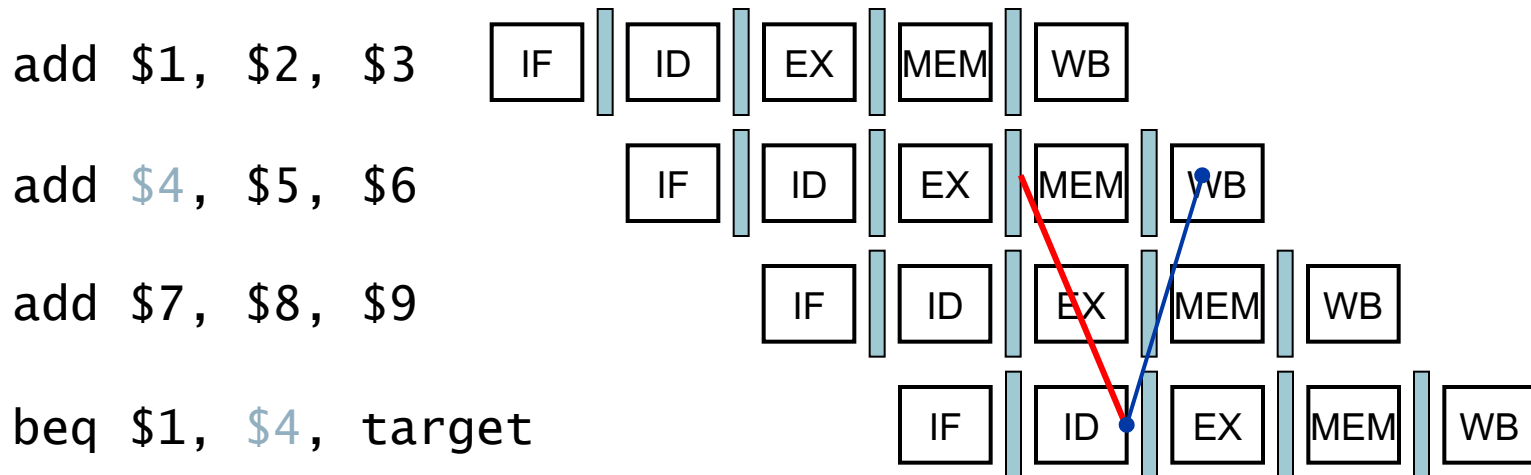 add $1, $2, $3 IF ID EX MEM WB
add $4, $5, $6 IF ID EX MEM WB
add $7, $8, $9 IF ID EX MEM WB
beq $1, $4, target IF ID EX MEM WB